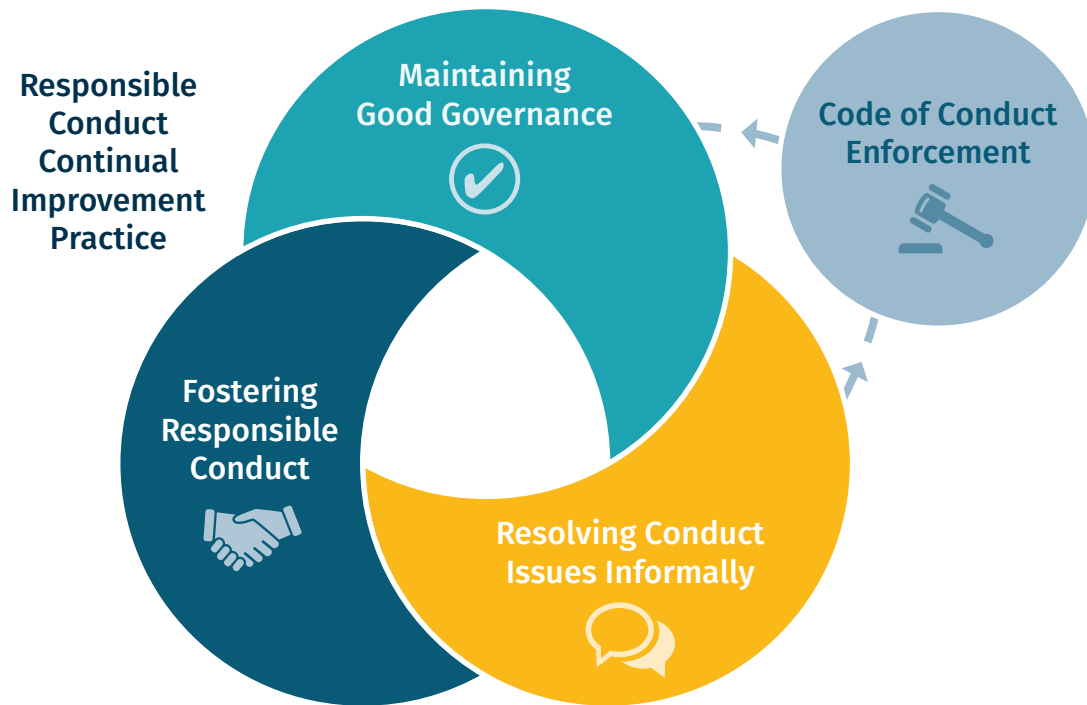 Responsible
Conduct
Continual
Improvement
Practice
Maintaining
Good Governance
Code of Conduct
Enforcement
Fostering
Responsible
Conduct
Resolving Conduct
Issues Informally